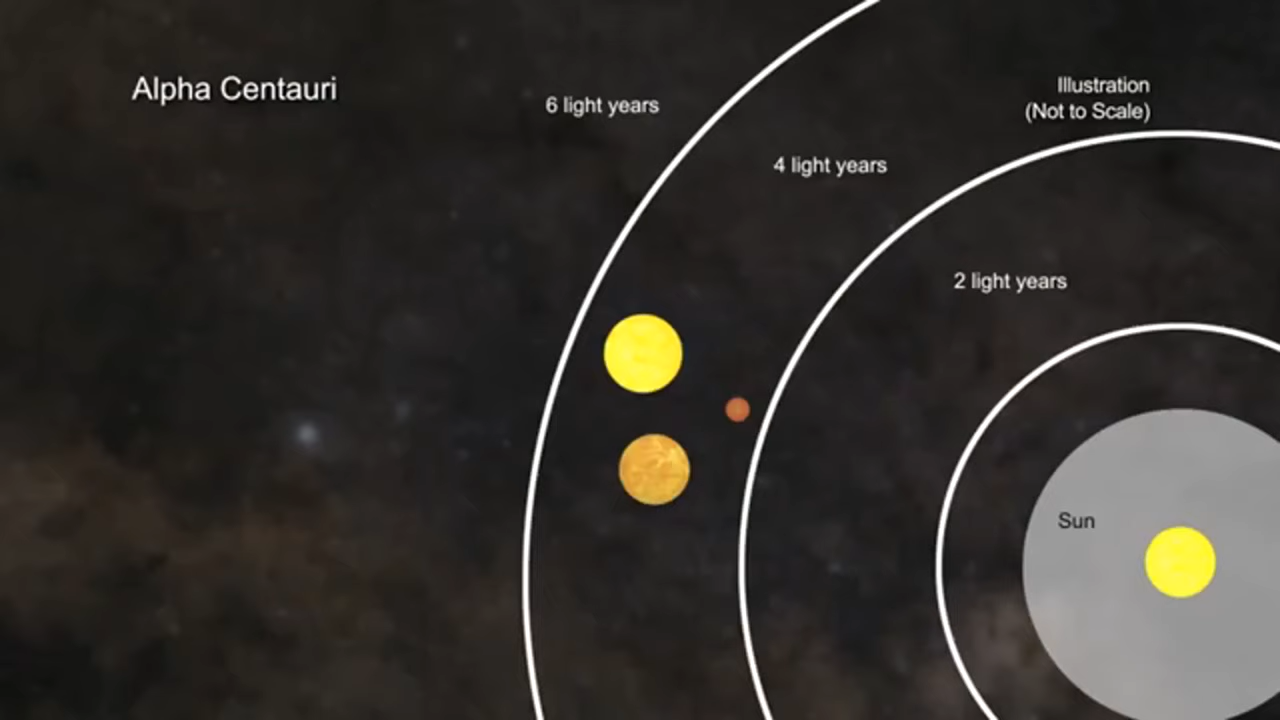 Alpha Centauri
6 light years
Illustration
(Not to Scale)
4 light years
2 light years
Sun